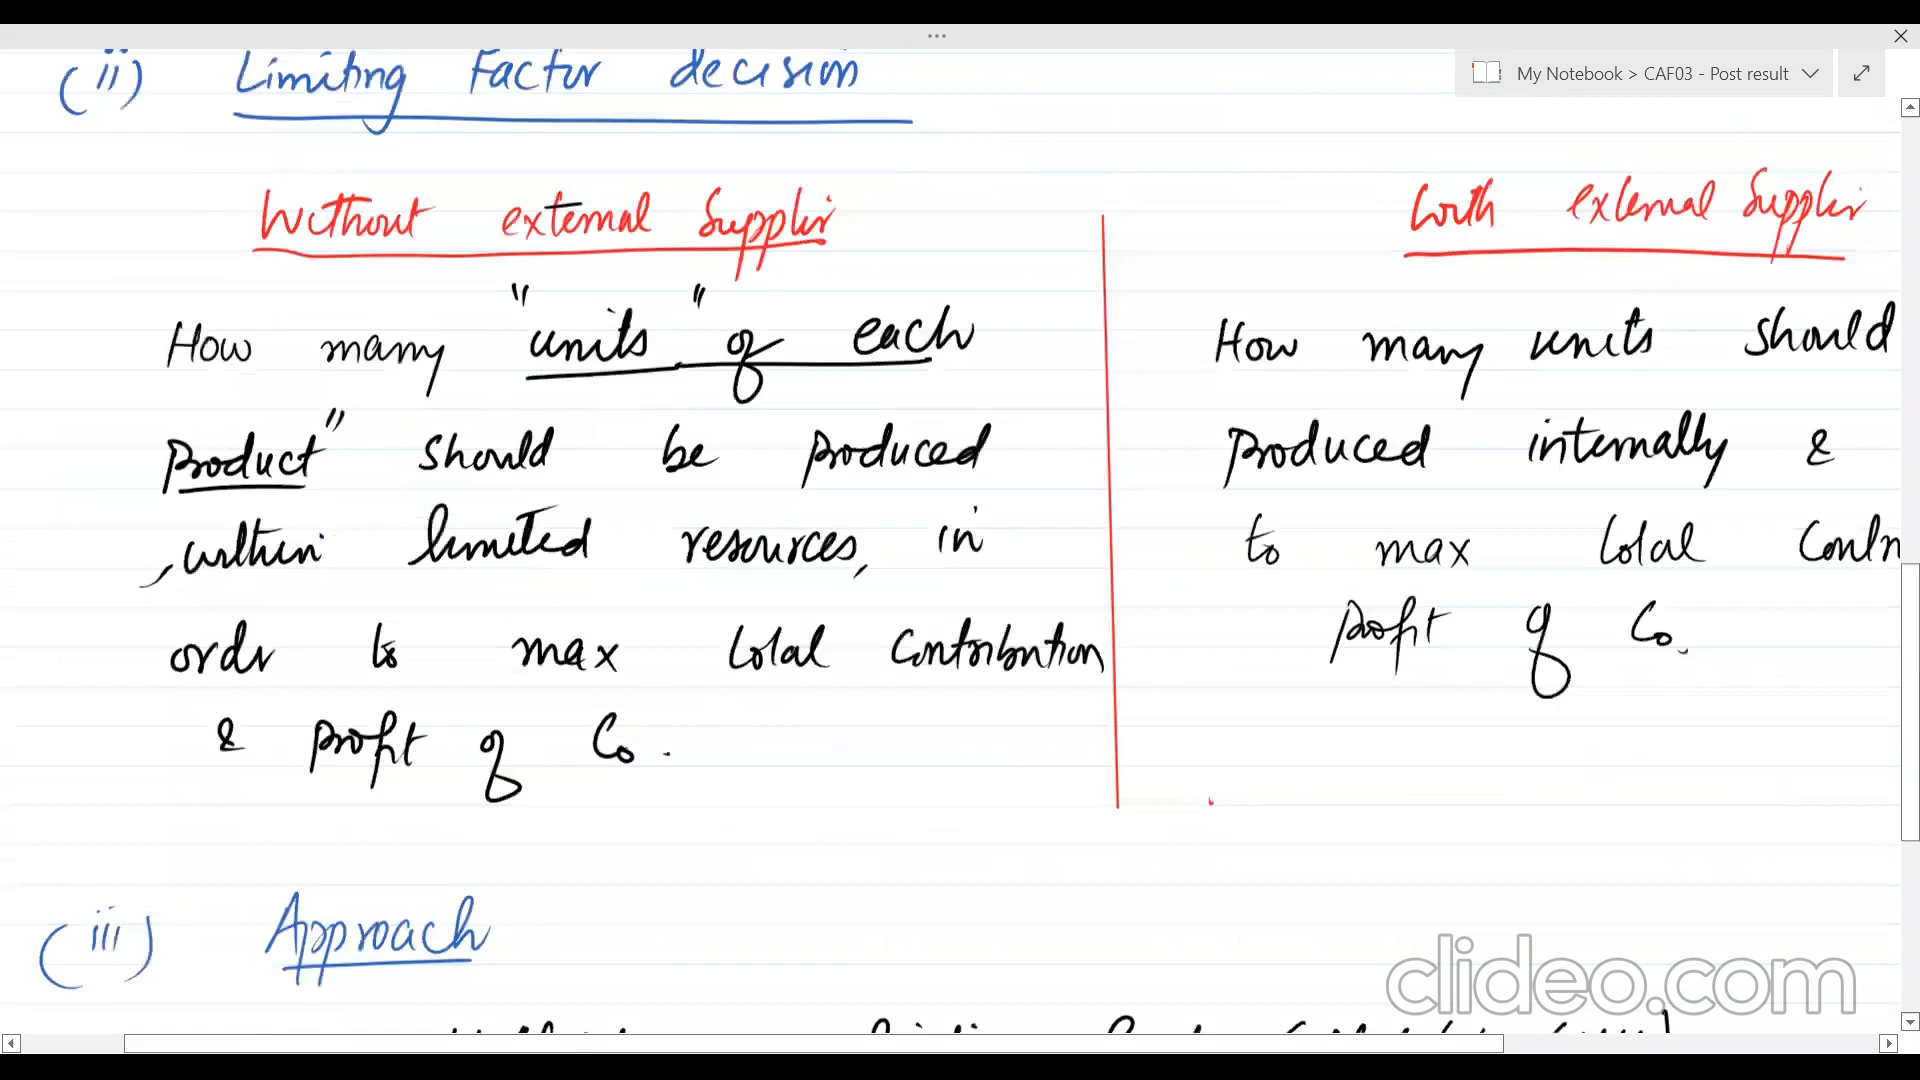 (ii) Limiting Factor decision
My Notebook > CAF03 - Post result
Without external Supplier
How many "units" of each
Product" should be produced
, within limited resources, in
order to max total Contribution
& profit of Co.
With external Supplier
How many units should
produced internally &
to max total Contr
profit of Co.
(iii) Approach
clideo.com